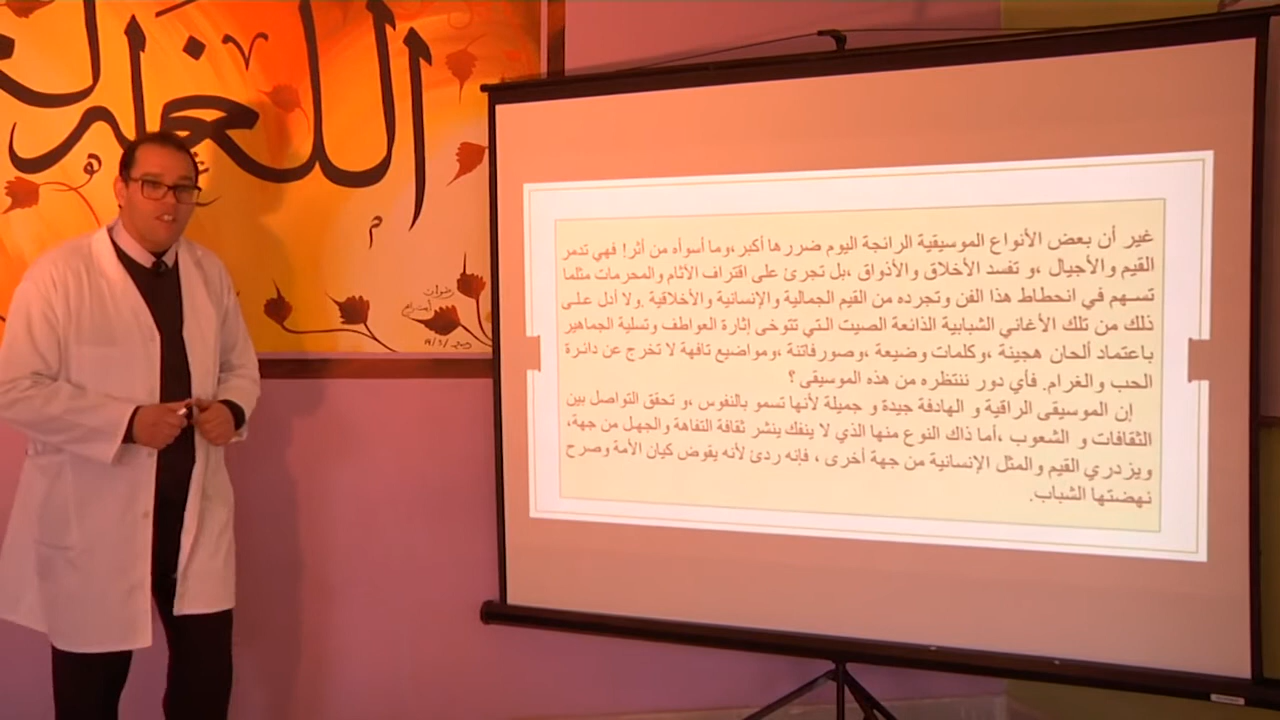 اللغة
غير أن بعض الأنواع الموسيقية الرائجة اليوم ضررها أكبر،وما أسوأه من أثر! فهي تدمر
القيم والأجيال ،و تفسد الأخلاق والأذواق ،بل تجرئ على اقتراف الأثام والمحرمات مثلما
تسهم في انحطاط هذا الفن وتجرده من القيم الجمالية والإنسانية والأخلاقية .ولا أدل على
ذلك من تلك الأغاني الشبابية الذائعة الصيت التي تتوخى إثارة العواطف وتسلية الجماهير
باعتماد ألحان هجينة ،وكلمات وضيعة ،وصورفاتنة ،ومواضيع تافهة لا تخرج عن دائرة
الحب والغرام. فأي دور ننتظره من هذه الموسيقى ؟
إن الموسيقى الراقية و الهادفة جيدة و جميلة لأنها تسمو بالنفوس ،و تحقق التواصل بين
الثقافات و الشعوب ،أما ذاك النوع منها الذي لا ينفك ينشر ثقافة التفاهة والجهل من جهة،
ويزدري القيم والمثل الإنسانية من جهة أخرى ، فإنه ردئ لأنه يقوض كيان الأمة وصرح
نهضتها الشباب.